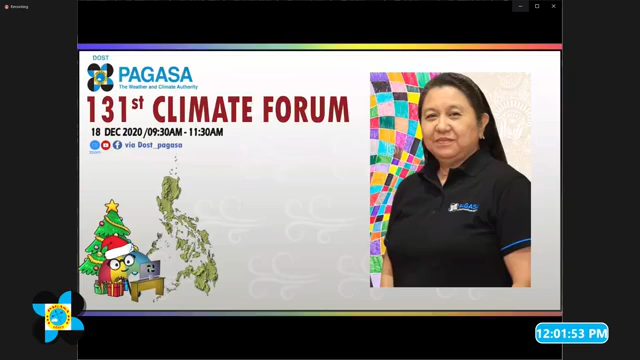 Recording
DOST
PAGASA
The Weather and Climate Authority
131st CLIMATE FORUM
18 DEC 2020 /09:30AM - 11:30AM
via Dost_pagasa
PAGASA
12:01:53 PM